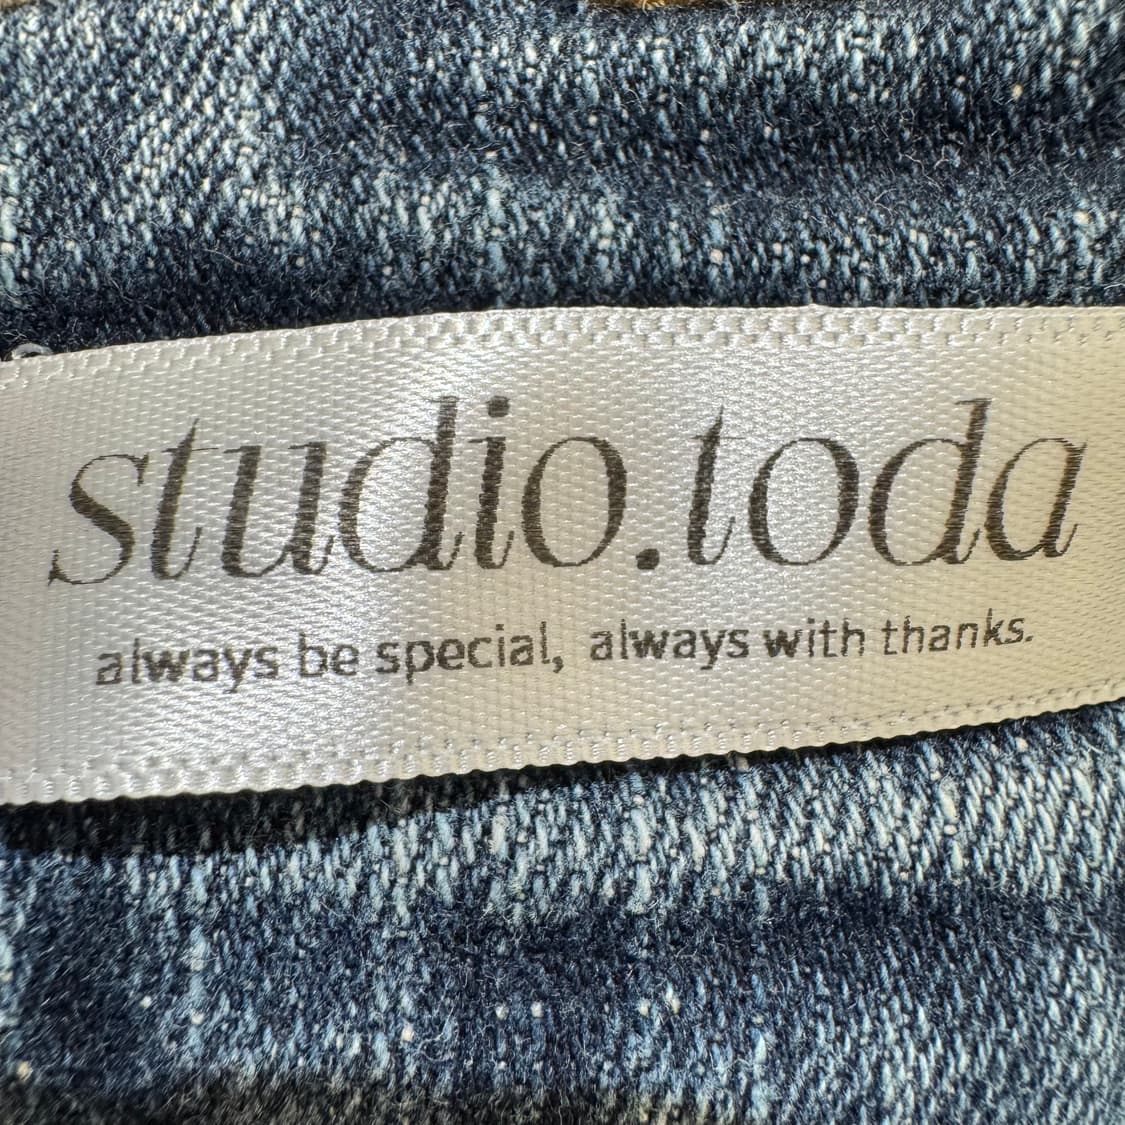 studio.toda
always be special, always with thanks.